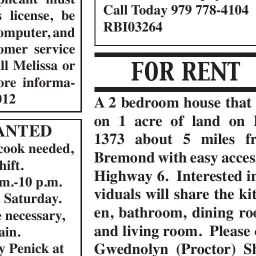 s license, be
omputer, and
omer service
ll Melissa or
ore informa-
012
ANTED
cook needed,
hift.
m.-10 p.m.
Saturday.
e necessary,
ain.
y Penick at
Call Today 979 778-4104
RBI03264
FOR RENT
A 2 bedroom house that
on 1 acre of land on
1373 about 5 miles f
Bremond with easy acces
Highway 6. Interested in
viduals will share the kit
en, bathroom, dining roo
and living room. Please
Gwednolyn (Proctor) Sh